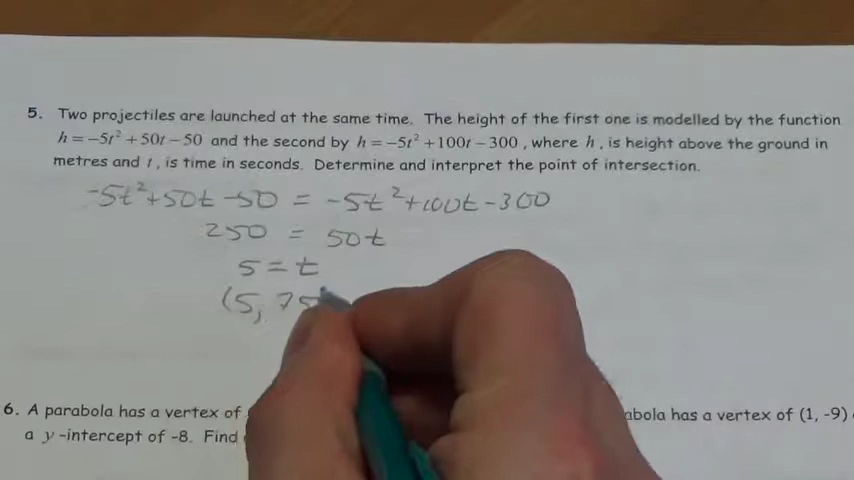 5. Two projectiles are launched at the same time. The height of the first one is modelled by the function
h = -5t² + 50t - 50 and the second by h = -5t² + 100t - 300 , where h , is height above the ground in
metres and t , is time in seconds. Determine and interpret the point of intersection.
-5t² + 50t - 50 = -5t² + 100t - 300
250 = 50t
5 = t
(5, 75
6. A parabola has a vertex of abola has a vertex of (1, -9)
a y-intercept of -8. Find